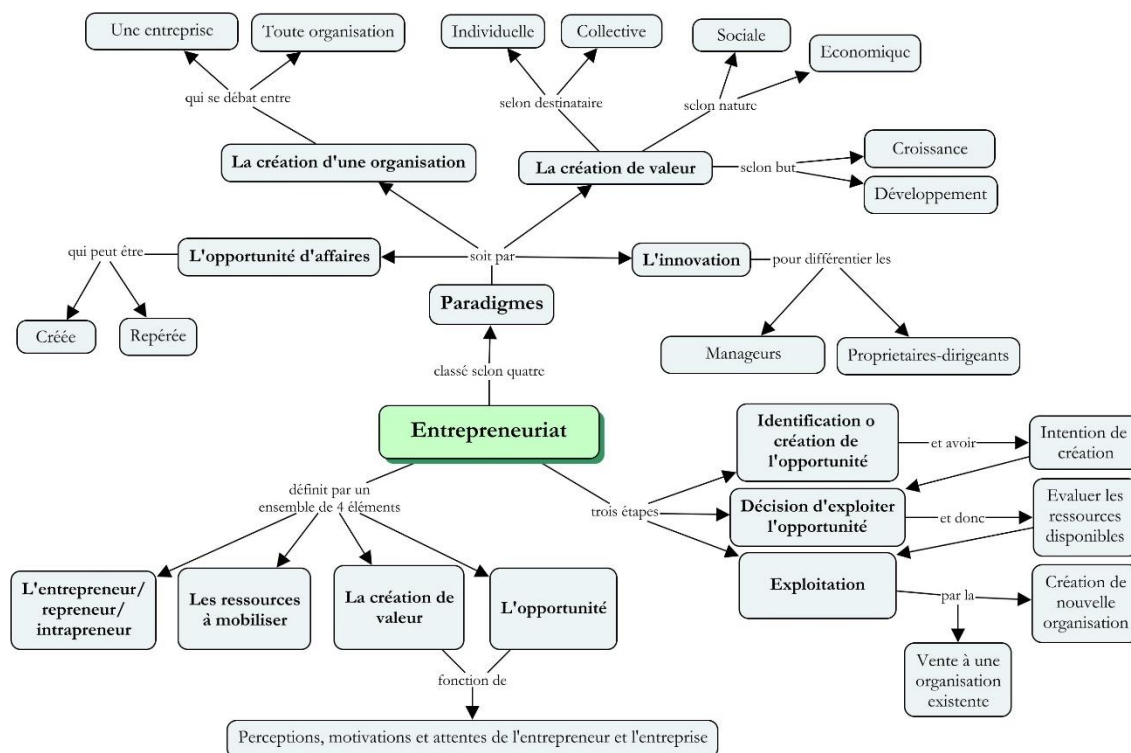 Une entreprise
Toute organisation
Individuelle
Collective
Sociale
Economique
qui se débat entre
selon destinataire
selon nature
La création d'une organisation
La création de valeur
selon but
Croissance
Développement
qui peut être
L'opportunité d'affaires
soit par
L'innovation
pour différentier les
Créée
Repérée
Paradigmes
Manageurs
Proprietaires-dirigeants
classé selon quatre
Entrepreneuriat
Identification o
création de
l'opportunité
et avoir
Intention de
création
définit par un
ensemble de 4 éléments
trois étapes
Décision d'exploiter
l'opportunité
et donc
Evaluer les
ressources
disponibles
L'entrepreneur/
repreneur/
intrapreneur
Les ressources
à mobiliser
La création de
valeur
L'opportunité
Exploitation
par la
Création de
nouvelle
organisation
Vente à une
organisation
existente
fonction de
Perceptions, motivations et attentes de l'entrepreneur et l'entreprise